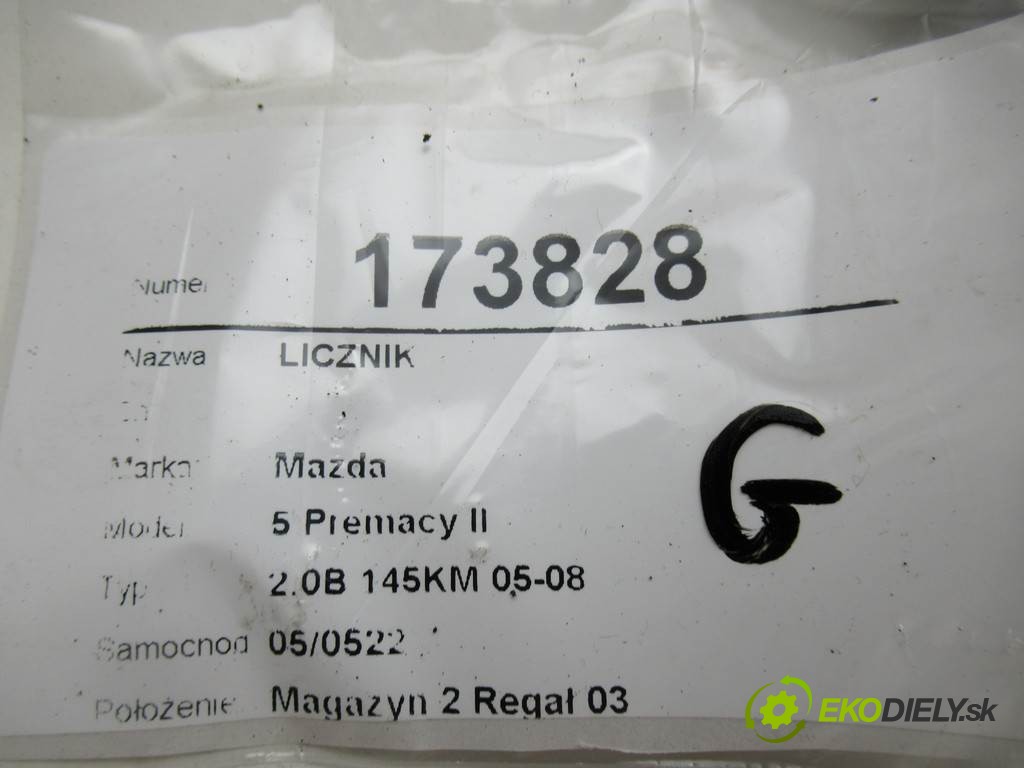 Numer 173828
Nazwa LICZNIK
Marka Mazda
Model 5 Premacy II
Typ 2.0B 145KM 05-08
Samochod 05/0522
Położenie Magazyn 2 Regał 03
G
EKODIELY.sk